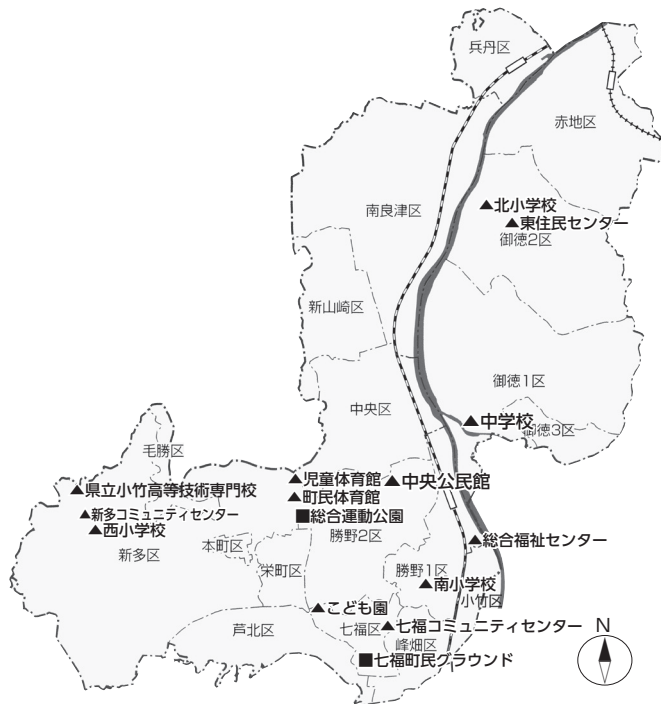 兵丹区
赤地区
▲北小学校
▲東住民センター
御徳2区
南良津区
新山崎区
御徳1区
中央区
▲中学校
御徳3区
毛勝区
▲児童体育館
▲中央公民館
▲県立小竹高等技術専門校
▲町民体育館
▲新多コミュニティセンター
■総合運動公園
▲西小学校
勝野2区
▲総合福祉センター
本町区
新多区
栄町区
勝野1区
▲南小学校
小竹区
▲こども園
芦北区
七福区
▲七福コミュニティセンター
峰畑区
■七福町民グラウンド
N